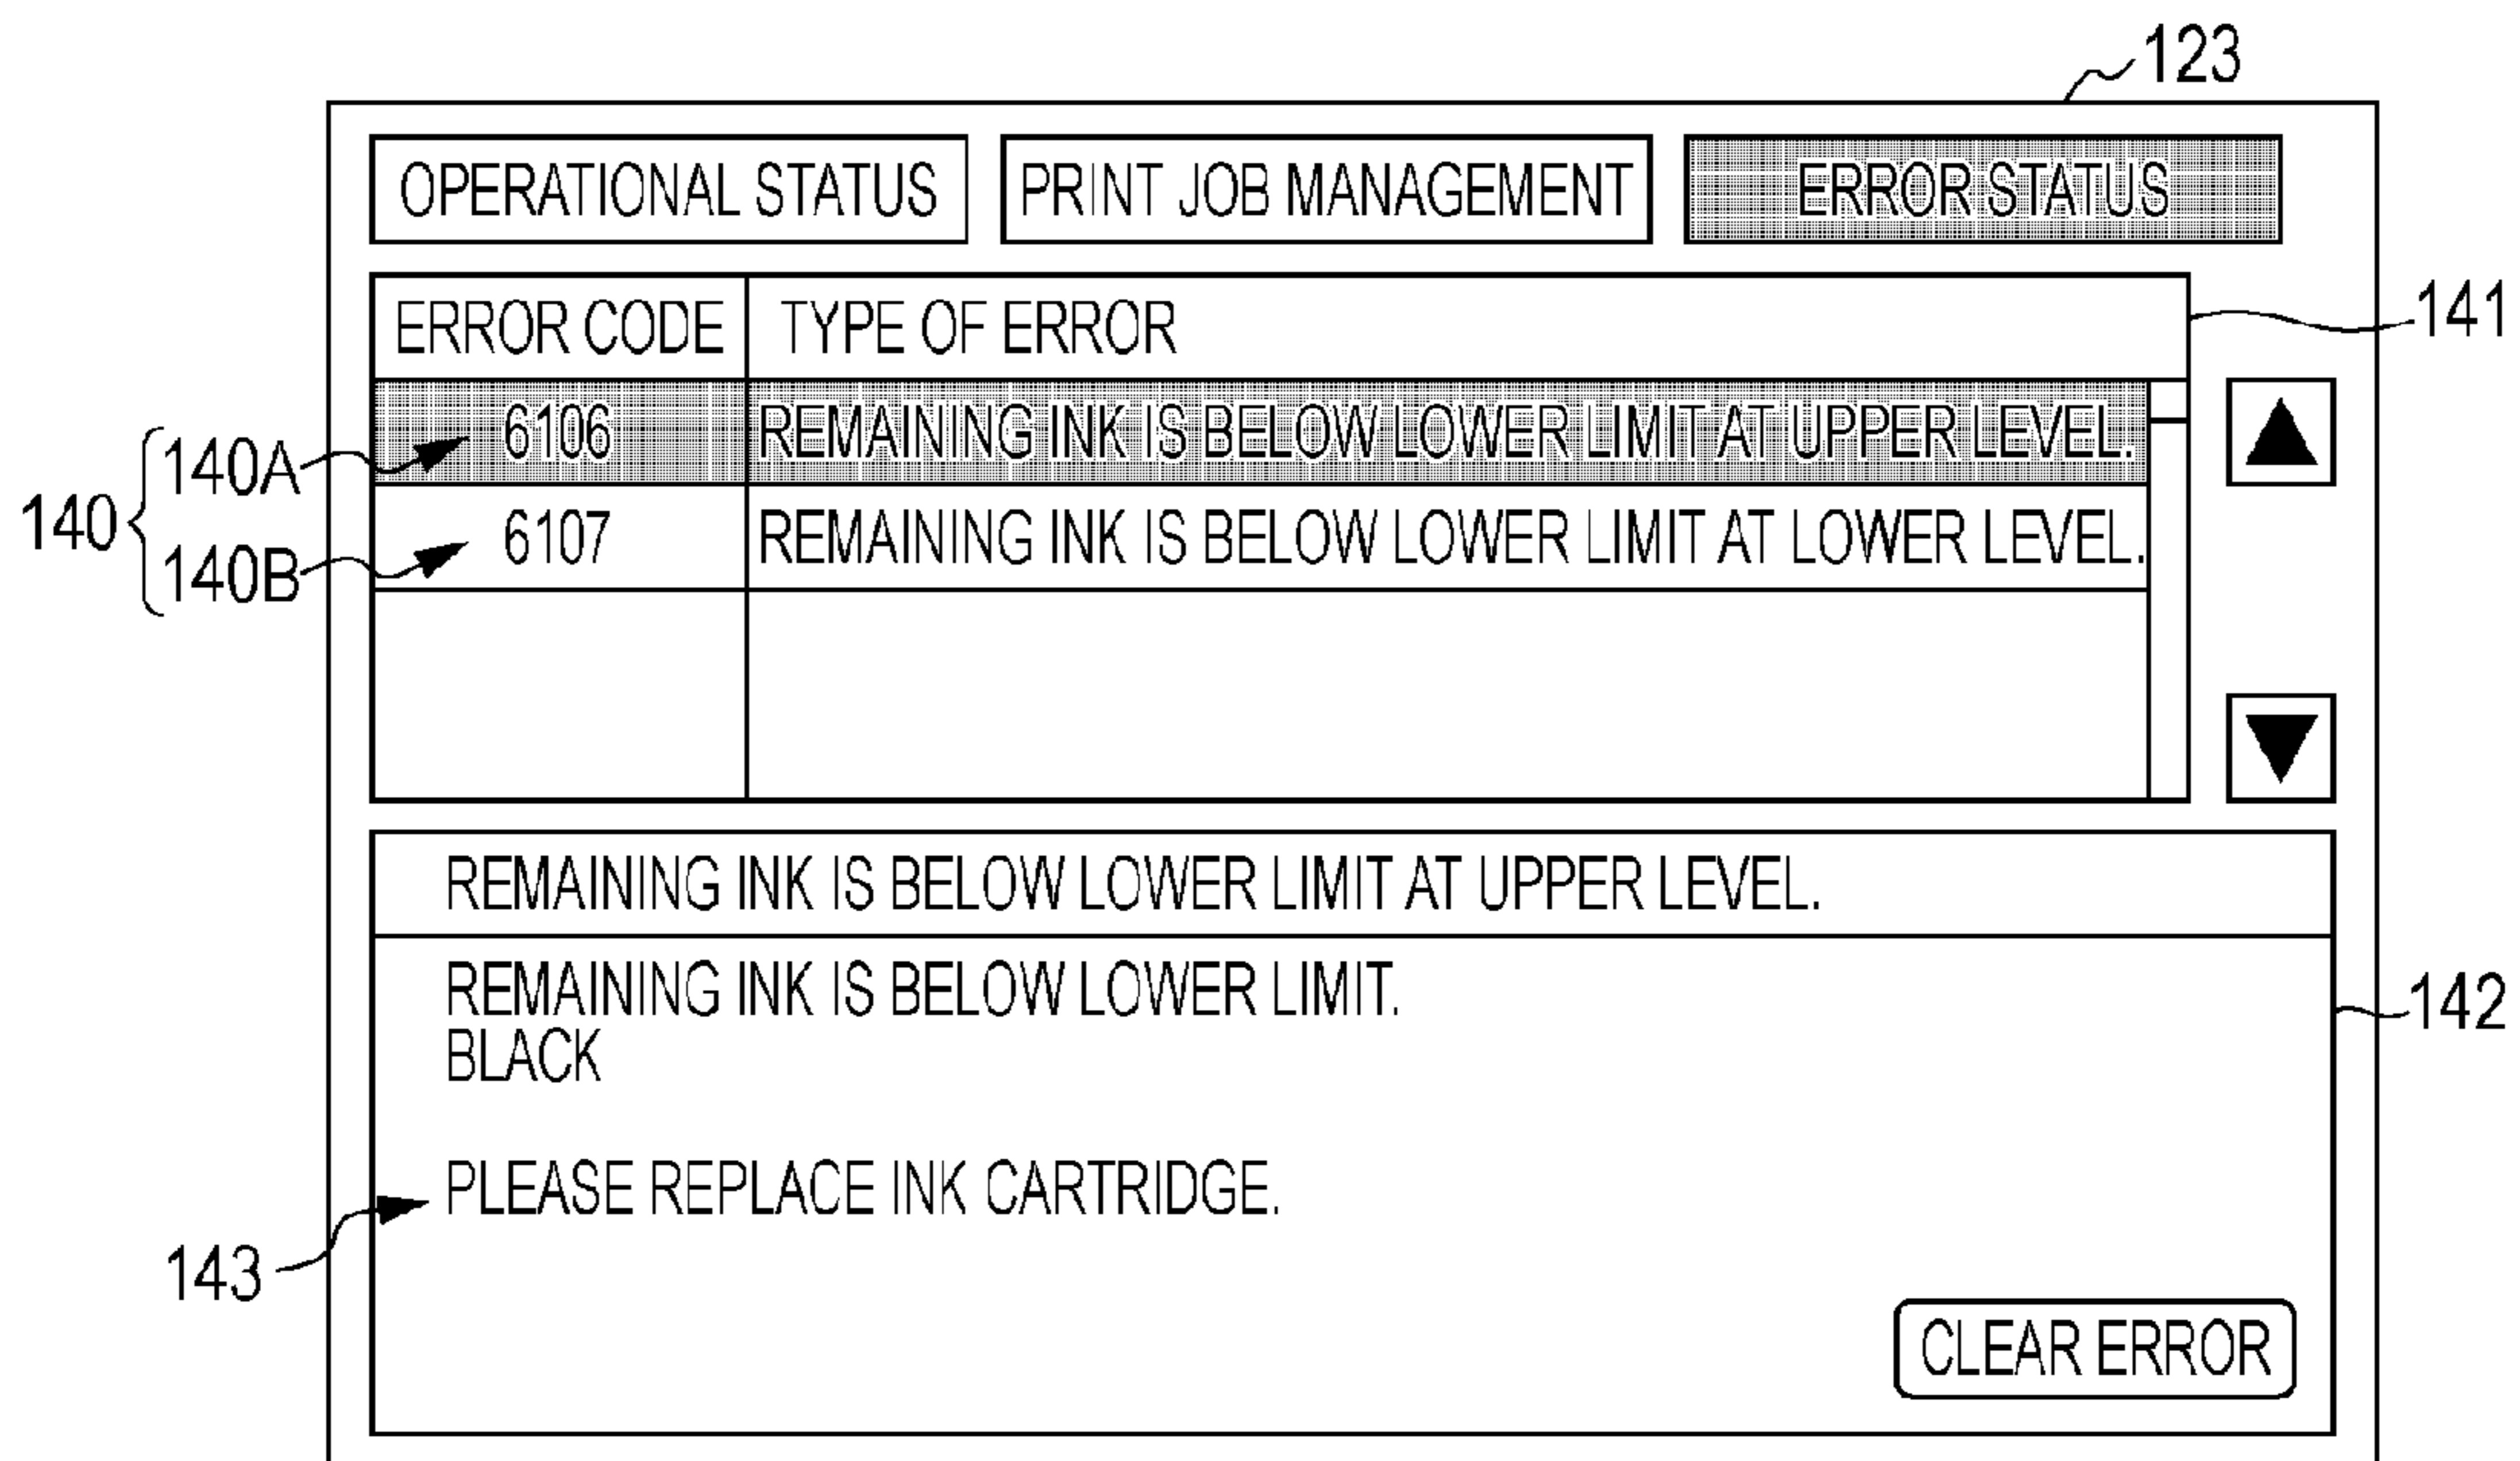 123
OPERATIONAL STATUS PRINT JOB MANAGEMENT ERROR STATUS
ERROR CODE TYPE OF ERROR
141
6106 REMAINING INK IS BELOW LOWER LIMIT AT UPPER LEVEL.
140A
140
6107 REMAINING INK IS BELOW LOWER LIMIT AT LOWER LEVEL.
140B
REMAINING INK IS BELOW LOWER LIMIT AT UPPER LEVEL.
REMAINING INK IS BELOW LOWER LIMIT.
142
BLACK
PLEASE REPLACE INK CARTRIDGE.
143
CLEAR ERROR